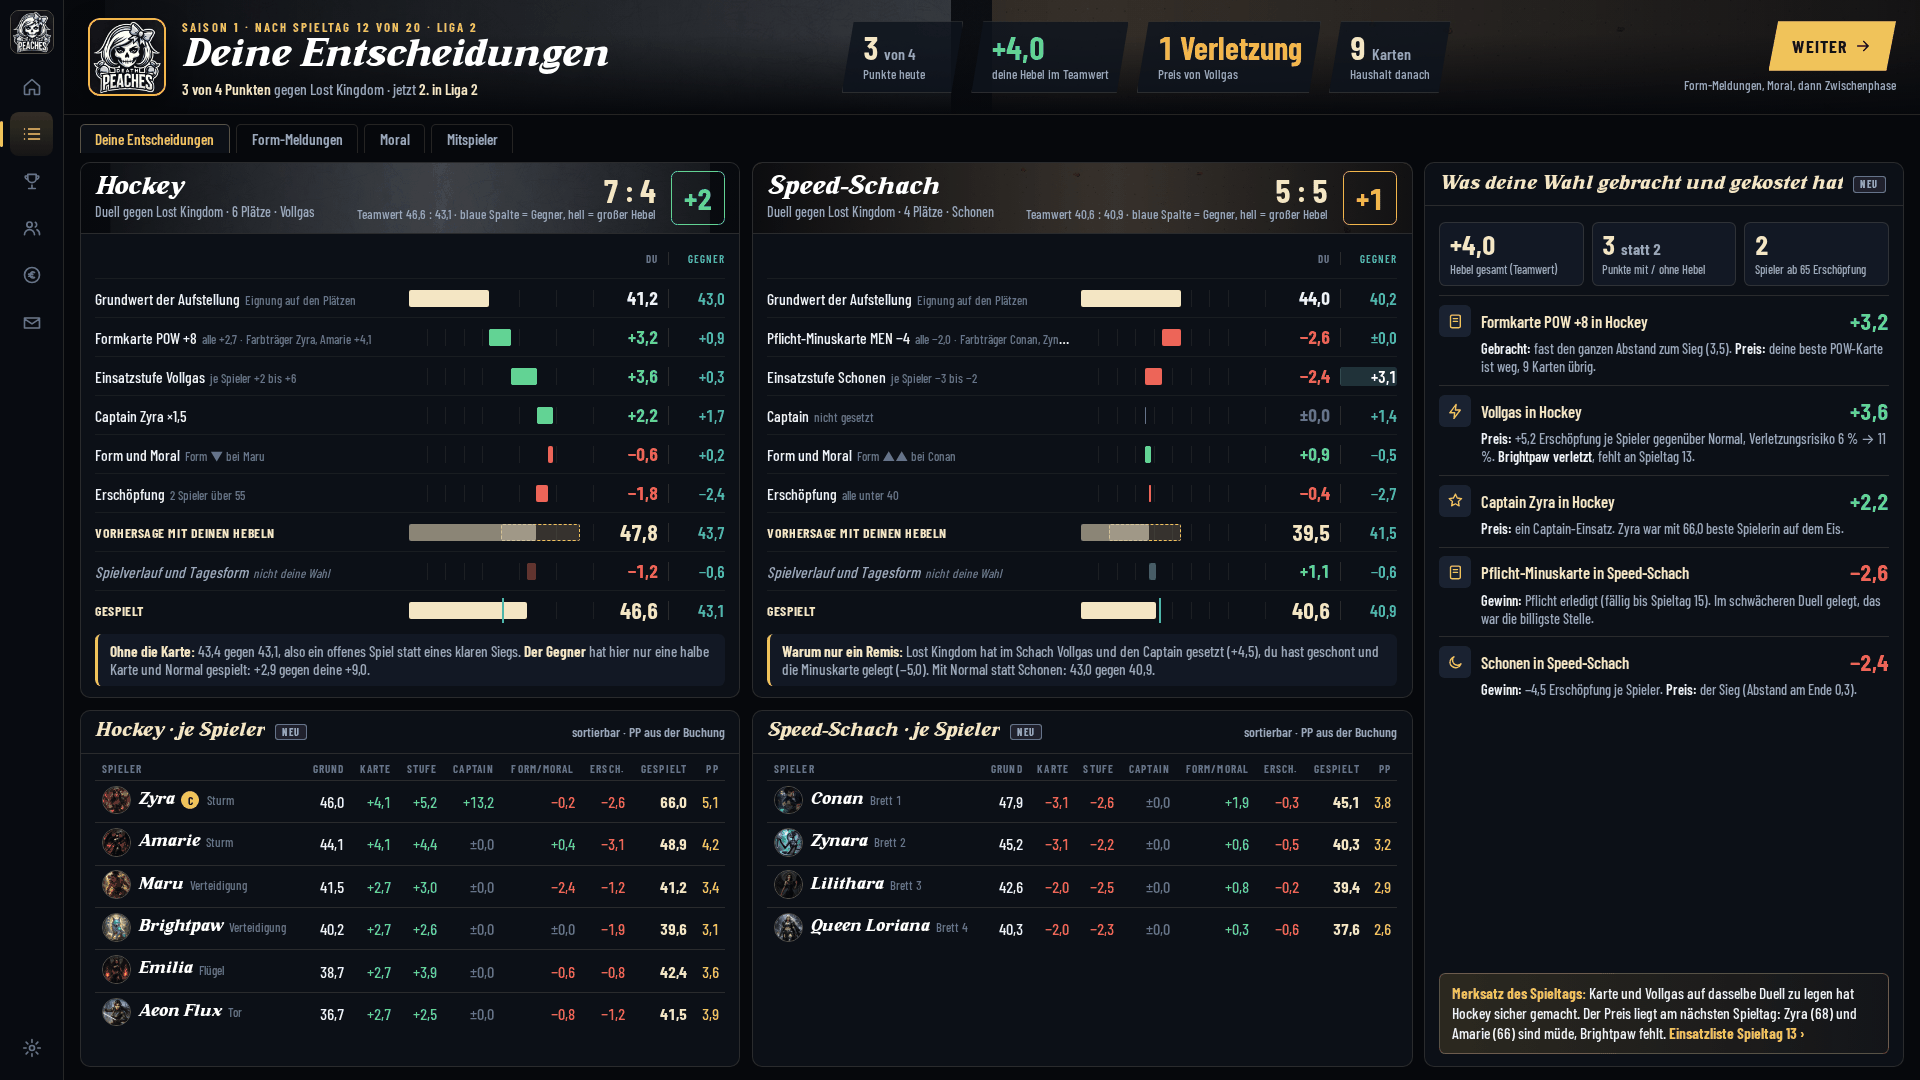 SAISON 1 · NACH SPIELTAG 12 VON 20 · LIGA 2
Deine Entscheidungen
3 von 4 Punkten gegen Lost Kingdom · jetzt 2. in Liga 2
3 von 4
Punkte heute
+4,0
deine Hebel im Teamwert
1 Verletzung
Preis von Vollgas
9 Karten
Haushalt danach
WEITER →
Form-Meldungen, Moral, dann Zwischenphase
PEACHES
DEATH
PEACHES
Deine Entscheidungen
Form-Meldungen
Moral
Mitspieler
Hockey
Duell gegen Lost Kingdom · 6 Plätze · Vollgas
7 : 4
Teamwert 46,6 : 43,1 · blaue Spalte = Gegner, hell = großer Hebel
+2
DU GEGNER
Grundwert der Aufstellung Eignung auf den Plätzen 41,2 43,0
Formkarte POW +8 alle +2,7 · Farbträger Zyra, Amarie +4,1 +3,2 +0,9
Einsatzstufe Vollgas je Spieler +2 bis +6 +3,6 +0,3
Captain Zyra ×1,5 +2,2 +1,7
Form und Moral Form ▼ bei Maru −0,6 +0,2
Erschöpfung 2 Spieler über 55 −1,8 −2,4
VORHERSAGE MIT DEINEN HEBELN 47,8 43,7
Spielverlauf und Tagesform nicht deine Wahl −1,2 −0,6
GESPIELT 46,6 43,1
Ohne die Karte: 43,4 gegen 43,1, also ein offenes Spiel statt eines klaren Siegs. Der Gegner hat hier nur eine halbe
Karte und Normal gespielt: +2,9 gegen deine +9,0.
Speed-Schach
Duell gegen Lost Kingdom · 4 Plätze · Schonen
5 : 5
Teamwert 40,6 : 40,9 · blaue Spalte = Gegner, hell = großer Hebel
+1
DU GEGNER
Grundwert der Aufstellung Eignung auf den Plätzen 44,0 40,2
Pflicht-Minuskarte MEN −4 alle −2,0 · Farbträger Conan, Zyn... −2,6 ±0,0
Einsatzstufe Schonen je Spieler −3 bis −2 −2,4 +3,1
Captain nicht gesetzt ±0,0 +1,4
Form und Moral Form ▲▲ bei Conan +0,9 −0,5
Erschöpfung alle unter 40 −0,4 −2,7
VORHERSAGE MIT DEINEN HEBELN 39,5 41,5
Spielverlauf und Tagesform nicht deine Wahl +1,1 −0,6
GESPIELT 40,6 40,9
Warum nur ein Remis: Lost Kingdom hat im Schach Vollgas und den Captain gesetzt (+4,5), du hast geschont und
die Minuskarte gelegt (−5,0). Mit Normal statt Schonen: 43,0 gegen 40,9.
Was deine Wahl gebracht und gekostet hat NEU
+4,0
Hebel gesamt (Teamwert)
3 statt 2
Punkte mit / ohne Hebel
2
Spieler ab 65 Erschöpfung
Formkarte POW +8 in Hockey +3,2
Gebracht: fast den ganzen Abstand zum Sieg (3,5). Preis: deine beste POW-Karte
ist weg, 9 Karten übrig.
Vollgas in Hockey +3,6
Preis: +5,2 Erschöpfung je Spieler gegenüber Normal, Verletzungsrisiko 6 % → 11
%. Brightpaw verletzt, fehlt an Spieltag 13.
Captain Zyra in Hockey +2,2
Preis: ein Captain-Einsatz. Zyra war mit 66,0 beste Spielerin auf dem Eis.
Pflicht-Minuskarte in Speed-Schach −2,6
Gewinn: Pflicht erledigt (fällig bis Spieltag 15). Im schwächeren Duell gelegt, das
war die billigste Stelle.
Schonen in Speed-Schach −2,4
Gewinn: −4,5 Erschöpfung je Spieler. Preis: der Sieg (Abstand am Ende 0,3).
Merksatz des Spieltags: Karte und Vollgas auf dasselbe Duell zu legen hat
Hockey sicher gemacht. Der Preis liegt am nächsten Spieltag: Zyra (68) und
Amarie (66) sind müde, Brightpaw fehlt. Einsatzliste Spieltag 13 ›
Hockey · je Spieler NEU
sortierbar · PP aus der Buchung
SPIELER GRUND KARTE STUFE CAPTAIN FORM/MORAL ERSCH. GESPIELT PP
Zyra C Sturm 46,0 +4,1 +5,2 +13,2 −0,2 −2,6 66,0 5,1
Amarie Sturm 44,1 +4,1 +4,4 ±0,0 +0,4 −3,1 48,9 4,2
Maru Verteidigung 41,5 +2,7 +3,0 ±0,0 −2,4 −1,2 41,2 3,4
Brightpaw Verteidigung 40,2 +2,7 +2,6 ±0,0 ±0,0 −1,9 39,6 3,1
Emilia Flügel 38,7 +2,7 +3,9 ±0,0 −0,6 −0,8 42,4 3,6
Aeon Flux Tor 36,7 +2,7 +2,5 ±0,0 −0,8 −1,2 41,5 3,9
Speed-Schach · je Spieler NEU
sortierbar · PP aus der Buchung
SPIELER GRUND KARTE STUFE CAPTAIN FORM/MORAL ERSCH. GESPIELT PP
Conan Brett 1 47,9 −3,1 −2,6 ±0,0 +1,9 −0,3 45,1 3,8
Zynara Brett 2 45,2 −3,1 −2,2 ±0,0 +0,6 −0,5 40,3 3,2
Lilithara Brett 3 42,6 −2,0 −2,5 ±0,0 +0,8 −0,2 39,4 2,9
Queen Loriana Brett 4 40,3 −2,0 −2,3 ±0,0 +0,3 −0,6 37,6 2,6